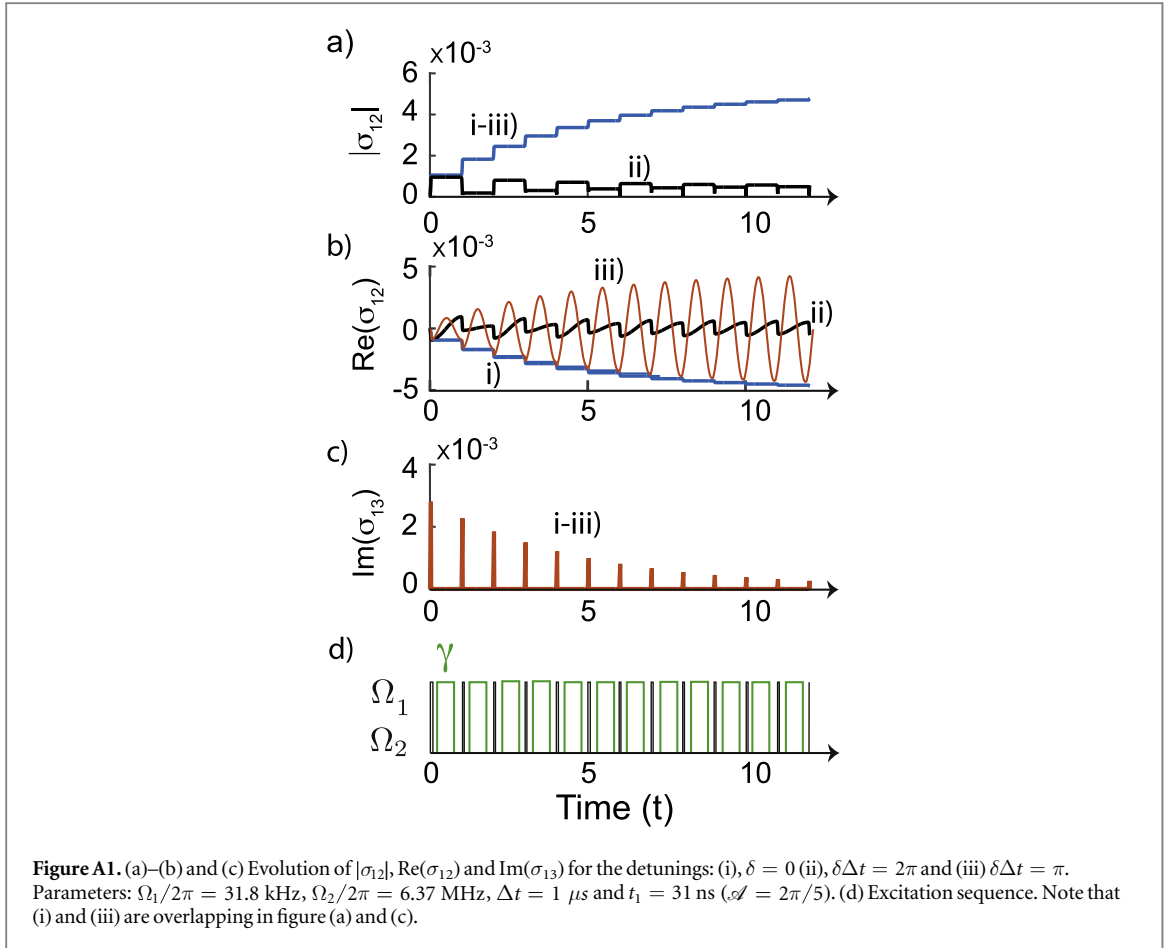 a)
x10-3
6
4
2
0
|σ12|
i-iii)
ii)
0 5 10
b)
x10-3
5
0
-5
Re(σ12)
iii)
ii)
i)
0 5 10
c)
x10-3
4
2
0
Im(σ13)
i-iii)
0 5 10
d)
γ
Ω1
Ω2
0 5 10
Time (t)
Figure A1. (a)–(b) and (c) Evolution of |σ12|, Re(σ12) and Im(σ13) for the detunings: (i), δ = 0 (ii), δΔt = 2π and (iii) δΔt = π.
Parameters: Ω1/2π = 31.8 kHz, Ω2/2π = 6.37 MHz, Δt = 1 μs and t1 = 31 ns (𝒜 = 2π/5). (d) Excitation sequence. Note that
(i) and (iii) are overlapping in figure (a) and (c).